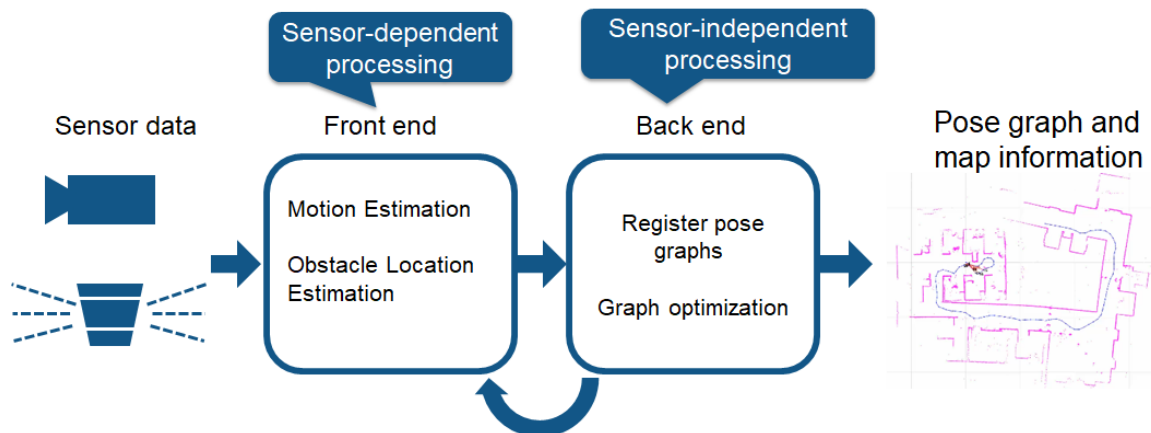 Sensor-dependent
processing
Sensor-independent
processing
Sensor data
Front end
Back end
Pose graph and
map information
Motion Estimation
Obstacle Location
Estimation
Register pose
graphs
Graph optimization